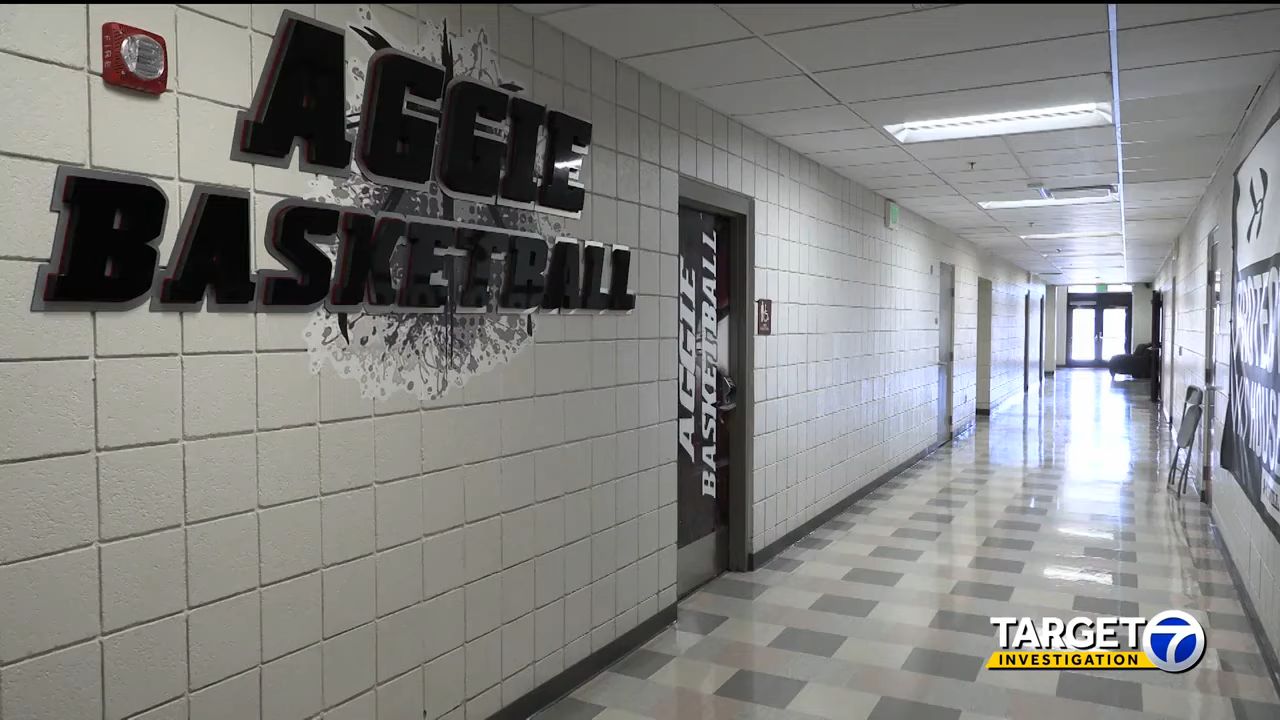 FIRE
AGGIE
BASKETBALL
AGGIE
BASKETBALL
TARGET 7
INVESTIGATION